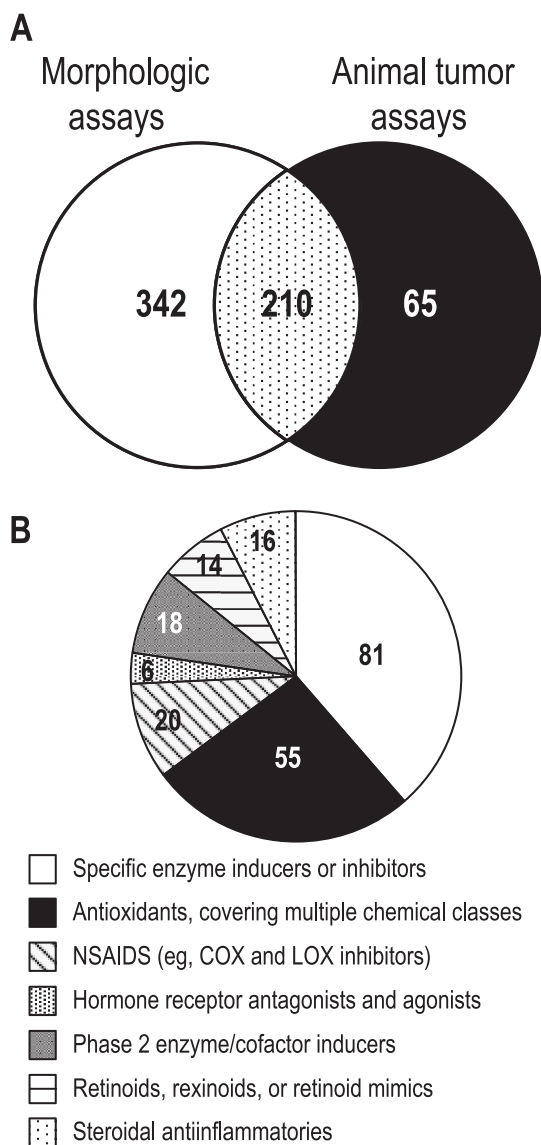 A
Morphologic
assays
Animal tumor
assays
342
210
65
B
16
14
18
81
6
20
55
Specific enzyme inducers or inhibitors
Antioxidants, covering multiple chemical classes
NSAIDS (eg, COX and LOX inhibitors)
Hormone receptor antagonists and agonists
Phase 2 enzyme/cofactor inducers
Retinoids, rexinoids, or retinoid mimics
Steroidal antiinflammatories